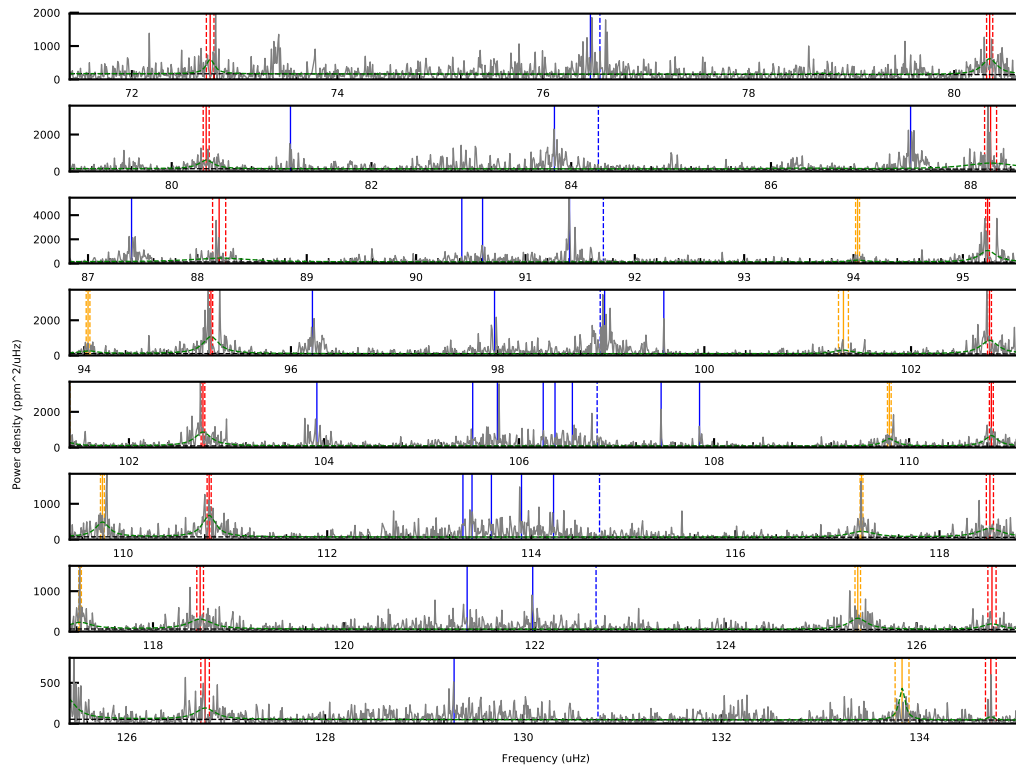 2000
1000
0
72 74 76 78 80
2000
0
80 82 84 86 88
4000
2000
0
87 88 89 90 91 92 93 94 95
2000
0
94 96 98 100 102
2000
0
102 104 106 108 110
Power density (ppm^2/(uHz)
1000
0
110 112 114 116 118
1000
0
118 120 122 124 126
500
0
126 128 130 132 134
Frequency (uHz)